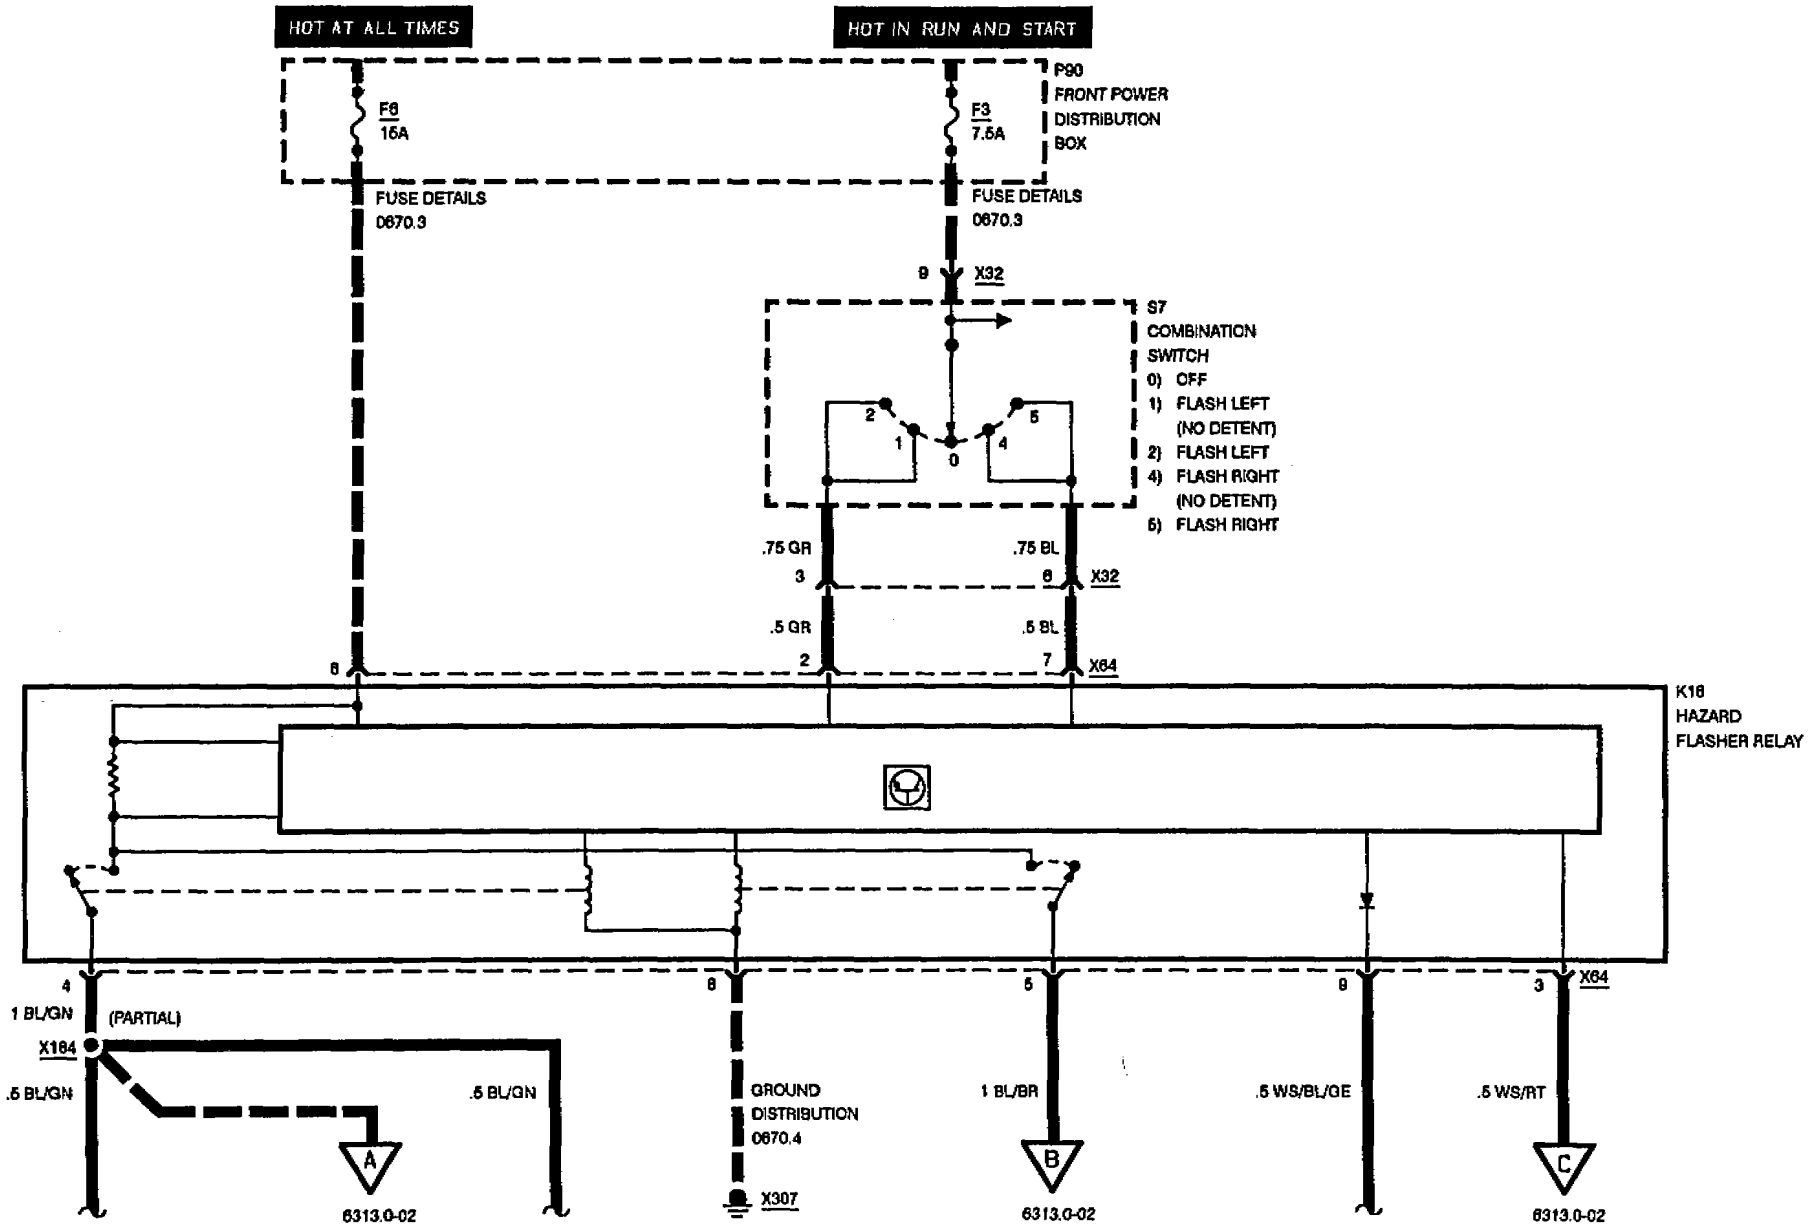 HOT AT ALL TIMES
HOT IN RUN AND START
P90
FRONT POWER
DISTRIBUTION
BOX
F6
15A
F3
7.5A
FUSE DETAILS
0670.3
FUSE DETAILS
0670.3
9
X32
S7
COMBINATION
SWITCH
0) OFF
1) FLASH LEFT
(NO DETENT)
2) FLASH LEFT
4) FLASH RIGHT
(NO DETENT)
5) FLASH RIGHT
2
1
0
4
5
.75 GR
.75 BL
3
6
X32
.5 GR
.5 BL
6
2
7
X64
K16
HAZARD
FLASHER RELAY
4
8
5
9
3
X64
1 BL/GN
(PARTIAL)
X164
.5 BL/GN
.5 BL/GN
GROUND
DISTRIBUTION
0670.4
1 BL/BR
.5 WS/BL/GE
.5 WS/RT
A
B
C
X307
6313.0-02
6313.0-02
6313.0-02